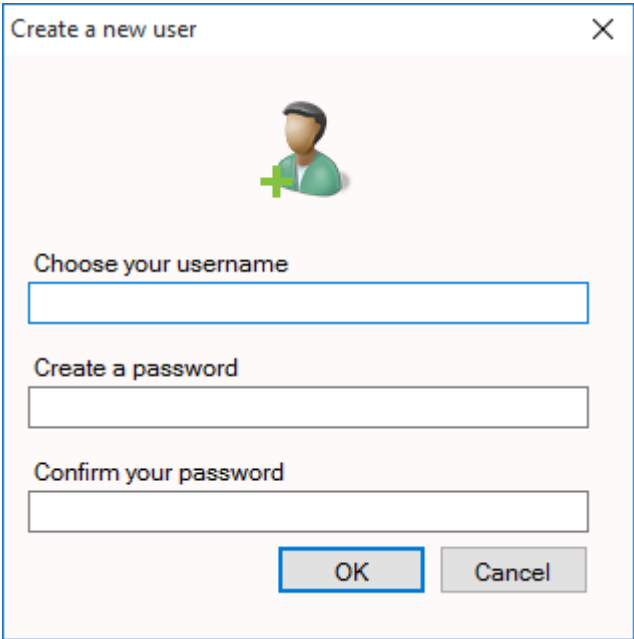 Create a new user
Choose your username
Create a password
Confirm your password
OK Cancel